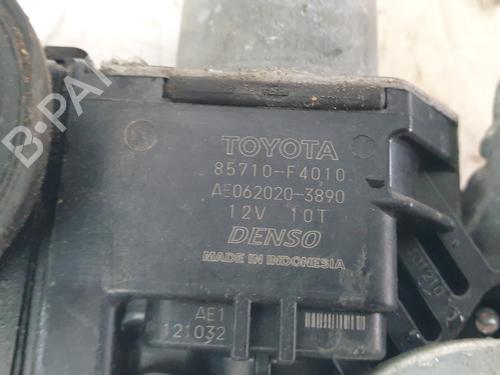 TOYOTA
85710-F4010
AE062020-3890
12V 10T
DENSO
MADE IN INDONESIA
AE1
121032
B-PA